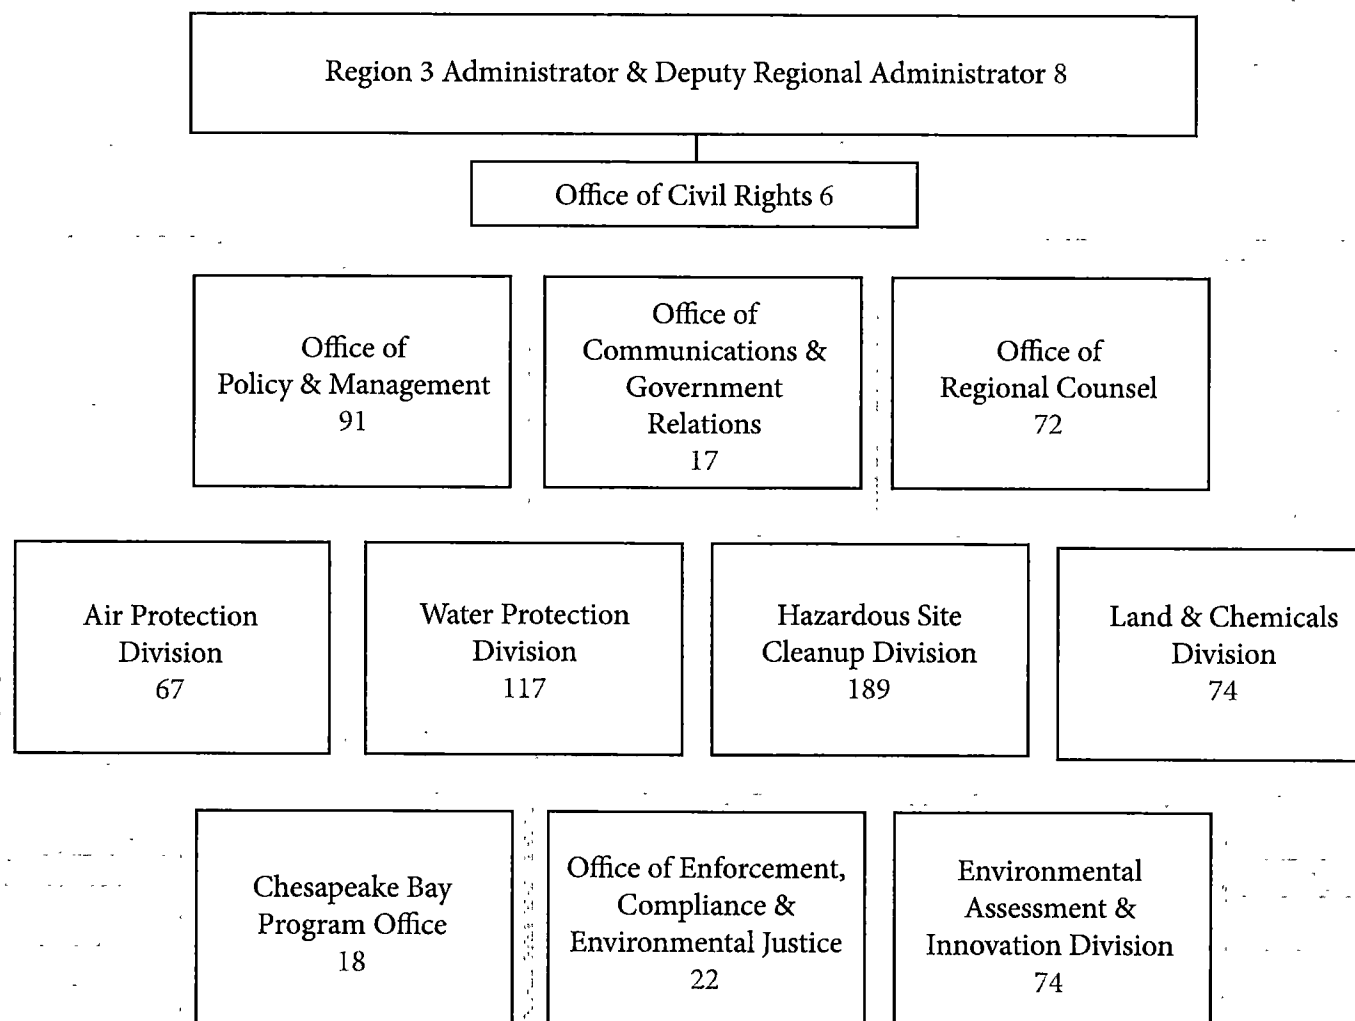 Region 3 Administrator & Deputy Regional Administrator 8
Office of Civil Rights 6
Office of
Policy & Management
91
Office of
Communications &
Government
Relations
17
Office of
Regional Counsel
72
Air Protection
Division
67
Water Protection
Division
117
Hazardous Site
Cleanup Division
189
Land & Chemicals
Division
74
Chesapeake Bay
Program Office
18
Office of Enforcement,
Compliance &
Environmental Justice
22
Environmental
Assessment &
Innovation Division
74